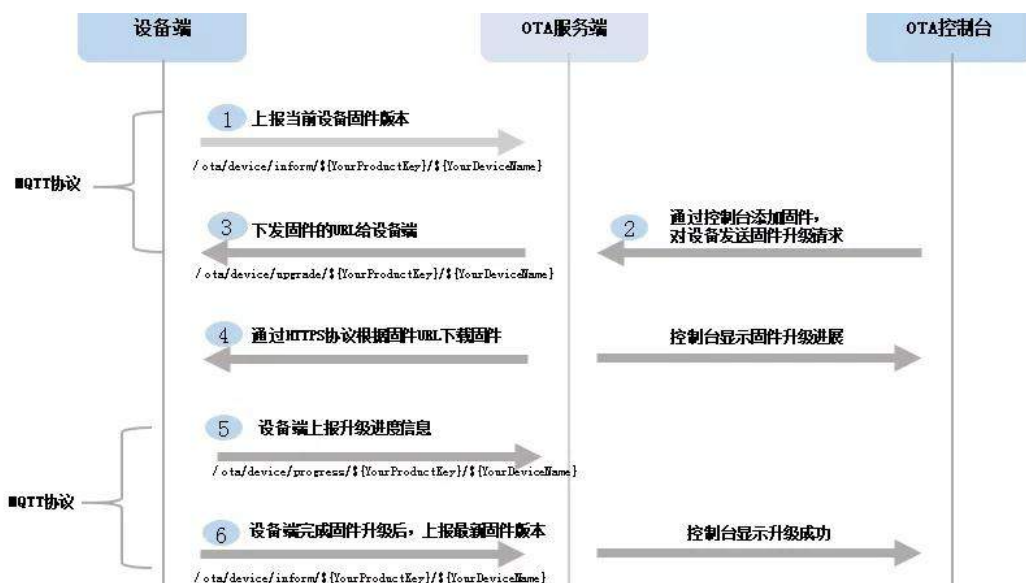 设备端
OTA服务端
OTA控制台
1
上报当前设备固件版本
/ota/device/inform/${YourProductKey}/${YourDeviceName}
MQTT协议
3
下发固件的URL给设备端
/ota/device/upgrade/${YourProductKey}/${YourDeviceName}
2
通过控制台添加固件，
对设备发送固件升级请求
4
通过HTTPS协议根据固件URL下载固件
控制台显示固件升级进展
5
设备端上报升级进度信息
/ota/device/progress/${YourProductKey}/${YourDeviceName}
MQTT协议
6
设备端完成固件升级后，上报最新固件版本
控制台显示升级成功
/ota/device/inform/${YourProductKey}/${YourDeviceName}